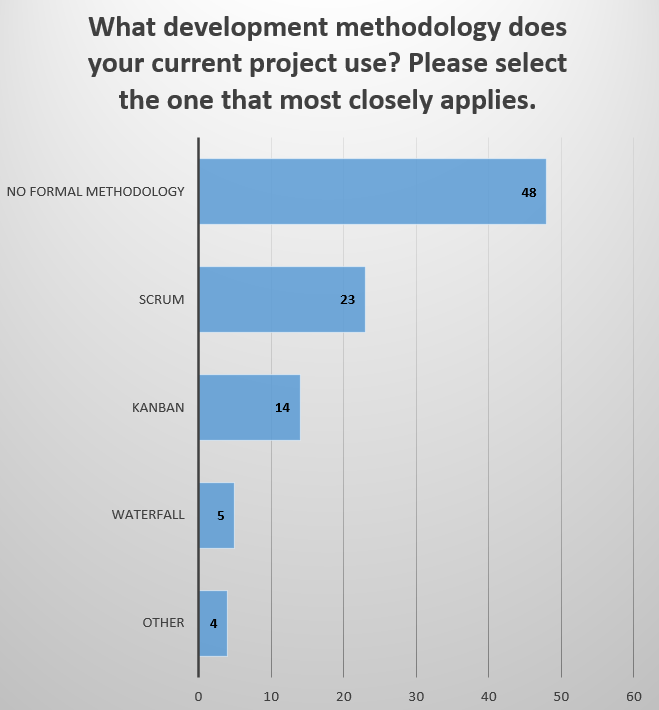 What development methodology does
your current project use? Please select
the one that most closely applies.
NO FORMAL METHODOLOGY
48
SCRUM
23
KANBAN
14
WATERFALL
5
OTHER
4
0 10 20 30 40 50 60